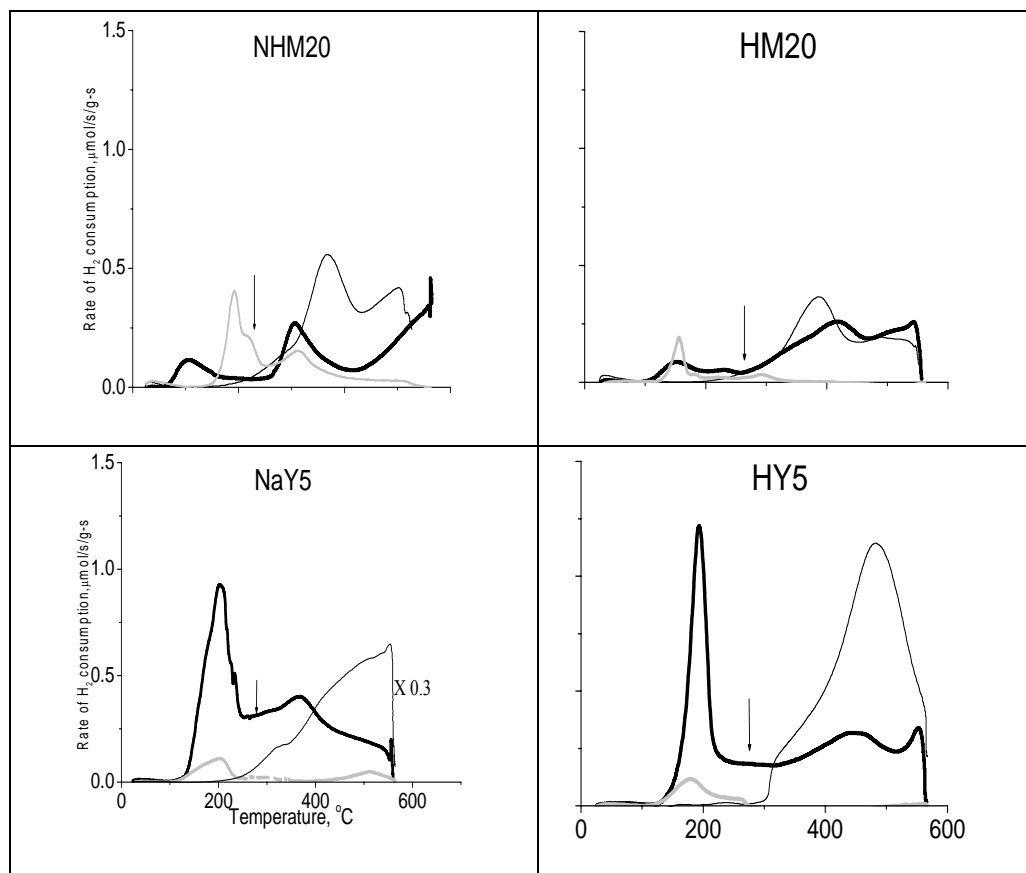 NHM20
Rate of H2 consumption, μmol/s/g-s
1.5
1.0
0.5
0.0
HM20
NaY5
Rate of H2 consumption, μmol/s/g-s
1.5
1.0
0.5
0.0
X 0.3
0 200 400 600
Temperature, °C
HY5
0 200 400 600